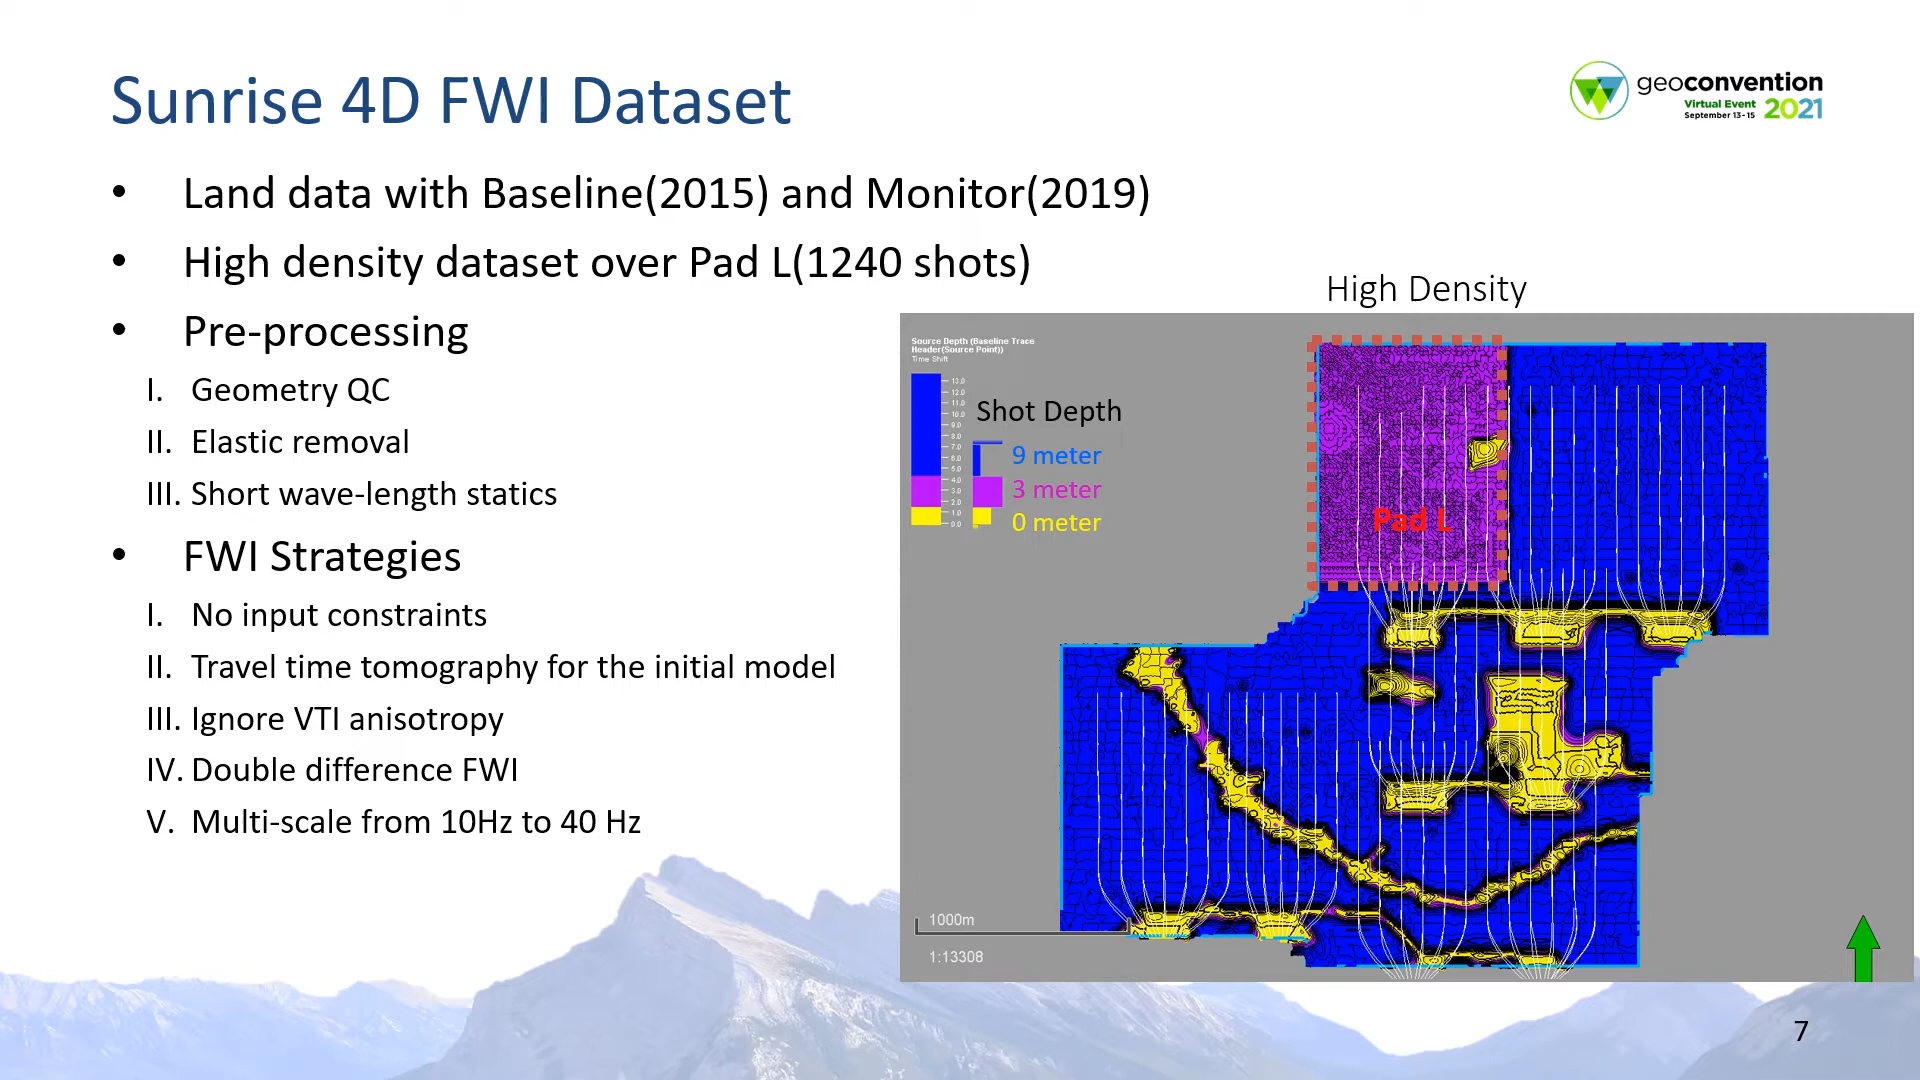 Sunrise 4D FWI Dataset
geoconvention
Virtual Event 2021
September 13-15
• Land data with Baseline(2015) and Monitor(2019)
• High density dataset over Pad L(1240 shots)
• Pre-processing
I. Geometry QC
II. Elastic removal
III. Short wave-length statics
• FWI Strategies
I. No input constraints
II. Travel time tomography for the initial model
III. Ignore VTI anisotropy
IV. Double difference FWI
V. Multi-scale from 10Hz to 40 Hz
High Density
Source Depth (Baseline Trace
Header(Source Point))
Time Shift
13.0
12.0
11.0
10.0
9.0
8.0
7.0
6.0
5.0
4.0
3.0
2.0
1.0
0.0
Shot Depth
9 meter
3 meter
0 meter
Pad L
1000m
1:13308
7